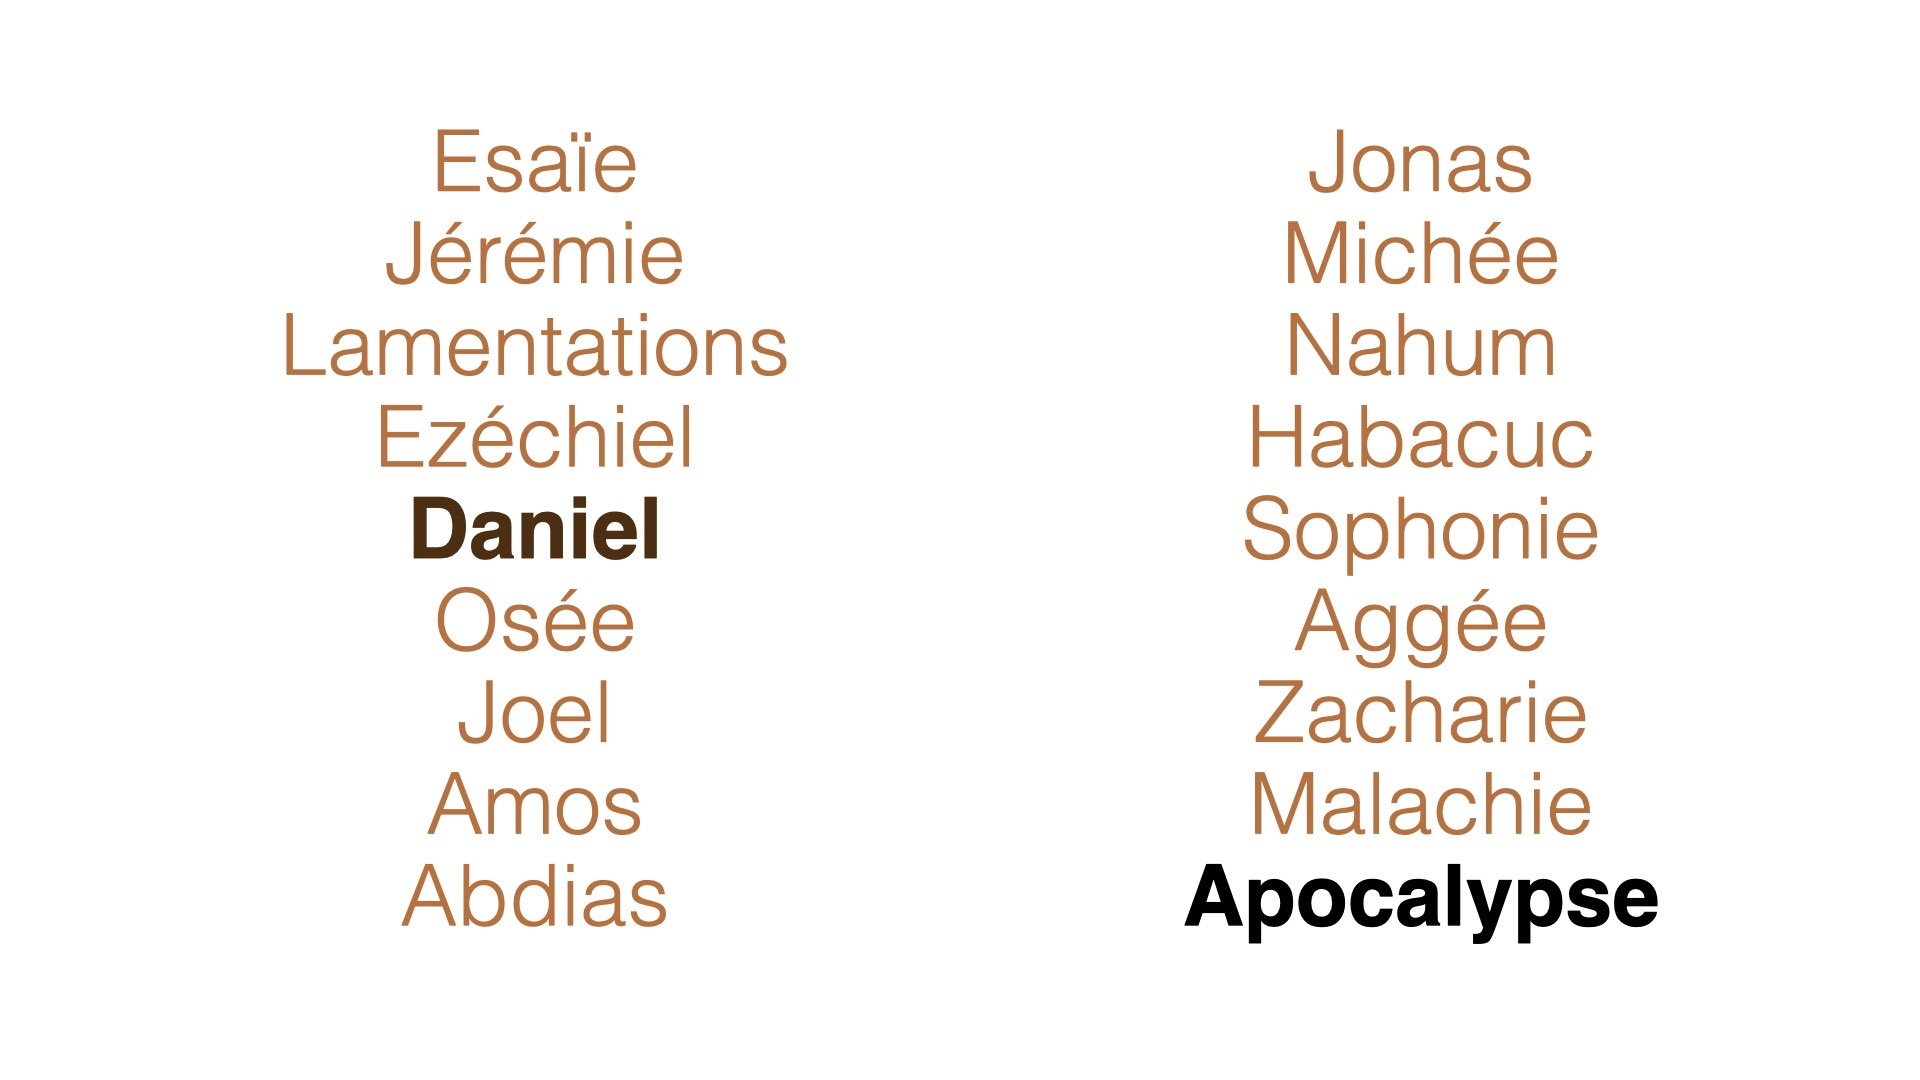 Esaïe
Jérémie
Lamentations
Ezéchiel
Daniel
Osée
Joel
Amos
Abdias
Jonas
Michée
Nahum
Habacuc
Sophonie
Aggée
Zacharie
Malachie
Apocalypse